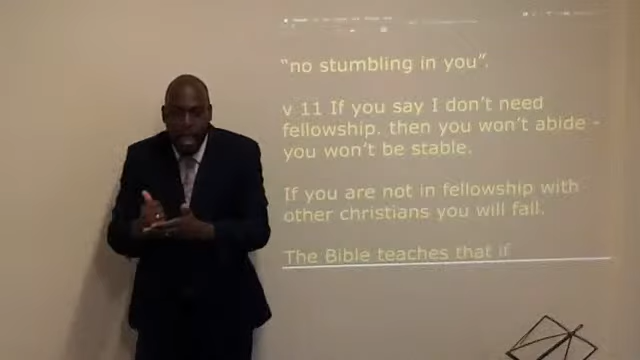 “no stumbling in you”.
v 11 If you say I don’t need
fellowship. then you won’t abide -
you won’t be stable.
If you are not in fellowship with
other christians you will fall.
The Bible teaches that if